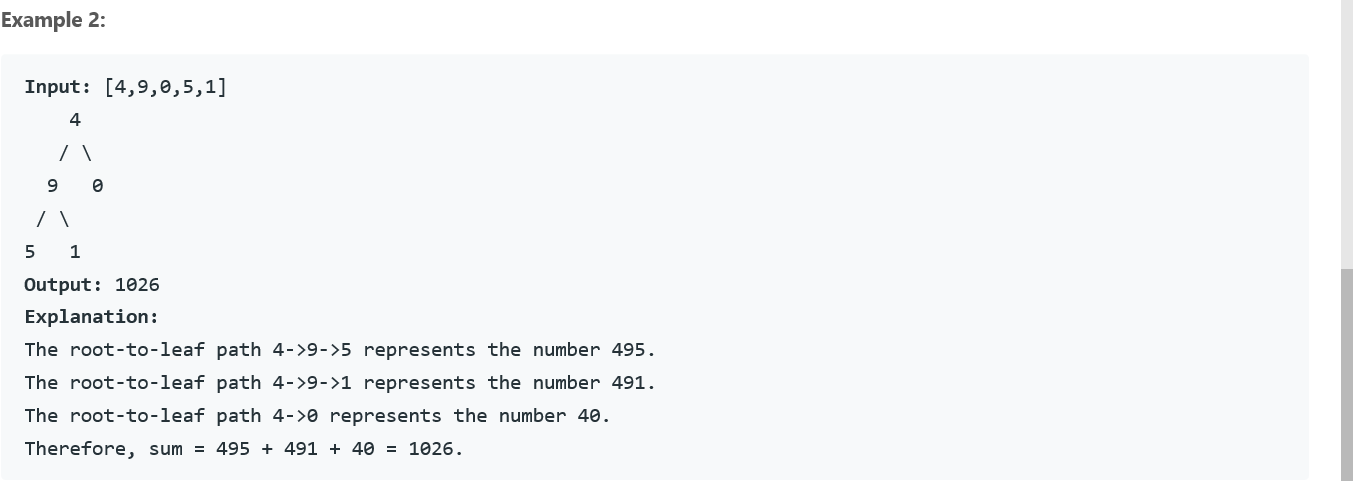 Example 2:
Input: [4,9,0,5,1]
    4
   / \
  9   0
 / \
5   1
Output: 1026
Explanation:
The root-to-leaf path 4->9->5 represents the number 495.
The root-to-leaf path 4->9->1 represents the number 491.
The root-to-leaf path 4->0 represents the number 40.
Therefore, sum = 495 + 491 + 40 = 1026.